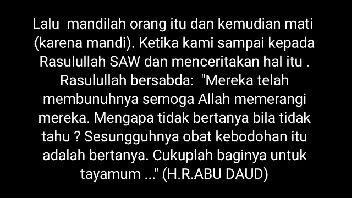 Lalu  mandilah orang itu dan kemudian mati
(karena mandi). Ketika kami sampai kepada
Rasulullah SAW dan menceritakan hal itu .
Rasulullah bersabda:  "Mereka telah
membunuhnya semoga Allah memerangi
mereka. Mengapa tidak bertanya bila tidak
tahu ? Sesungguhnya obat kebodohan itu
adalah bertanya. Cukuplah baginya untuk
tayamum ..." (H.R.ABU DAUD)